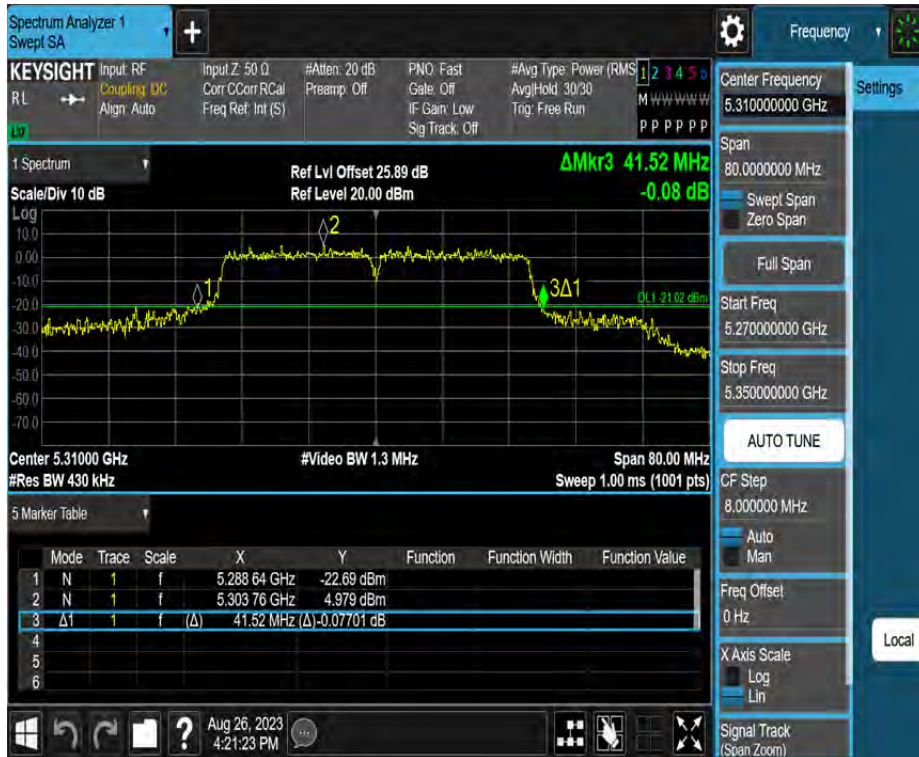 Spectrum Analyzer 1
Swept SA
Frequency
KEYSIGHT
RL
LXI
Input: RF
Coupling: DC
Align: Auto
Input Z: 50 Ω
Corr CCorr RCal
Freq Ref: Int (S)
#Atten: 20 dB
Preamp: Off
PNO: Fast
Gate: Off
IF Gain: Low
Sig Track: Off
#Avg Type: Power (RMS
Avg|Hold: 30/30
Trig: Free Run
1 2 3 4 5 6
M W W W W W
P P P P P P
Settings
Center Frequency
5.310000000 GHz
1 Spectrum
Scale/Div 10 dB
Ref Lvl Offset 25.89 dB
Ref Level 20.00 dBm
ΔMkr3 41.52 MHz
-0.08 dB
Span
80.0000000 MHz
Swept Span
Zero Span
Full Span
Log
10.0
0.00
-10.0
-20.0
-30.0
-40.0
-50.0
-60.0
-70.0
2
1
3Δ1
DL1 -21.02 dBm
Start Freq
5.270000000 GHz
Stop Freq
5.350000000 GHz
AUTO TUNE
Center 5.31000 GHz
#Res BW 430 kHz
#Video BW 1.3 MHz
Span 80.00 MHz
Sweep 1.00 ms (1001 pts)
CF Step
8.000000 MHz
Auto
Man
5 Marker Table
Mode Trace Scale X Y Function Function Width Function Value
1 N 1 f 5.288 64 GHz -22.69 dBm
2 N 1 f 5.303 76 GHz 4.979 dBm
3 Δ1 1 f (Δ) 41.52 MHz (Δ)-0.07701 dB
4
5
6
Freq Offset
0 Hz
X Axis Scale
Log
Lin
Local
Signal Track
(Span Zoom)
?
Aug 26, 2023
4:21:23 PM